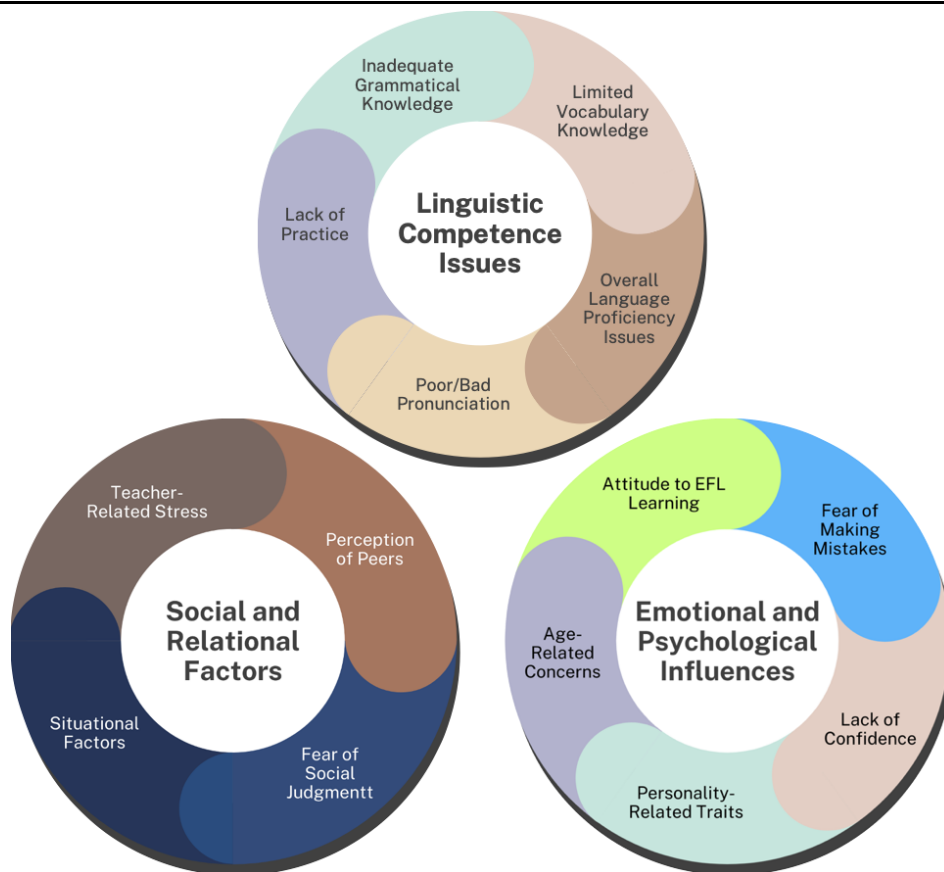 Inadequate
Grammatical
Knowledge
Limited
Vocabulary
Knowledge
Lack of
Practice
Linguistic
Competence
Issues
Overall
Language
Proficiency
Issues
Poor/Bad
Pronunciation
Teacher-
Related Stress
Perception
of Peers
Social and
Relational
Factors
Situational
Factors
Fear of
Social
Judgmentt
Attitude to EFL
Learning
Fear of
Making
Mistakes
Age-
Related
Concerns
Emotional and
Psychological
Influences
Lack of
Confidence
Personality-
Related Traits